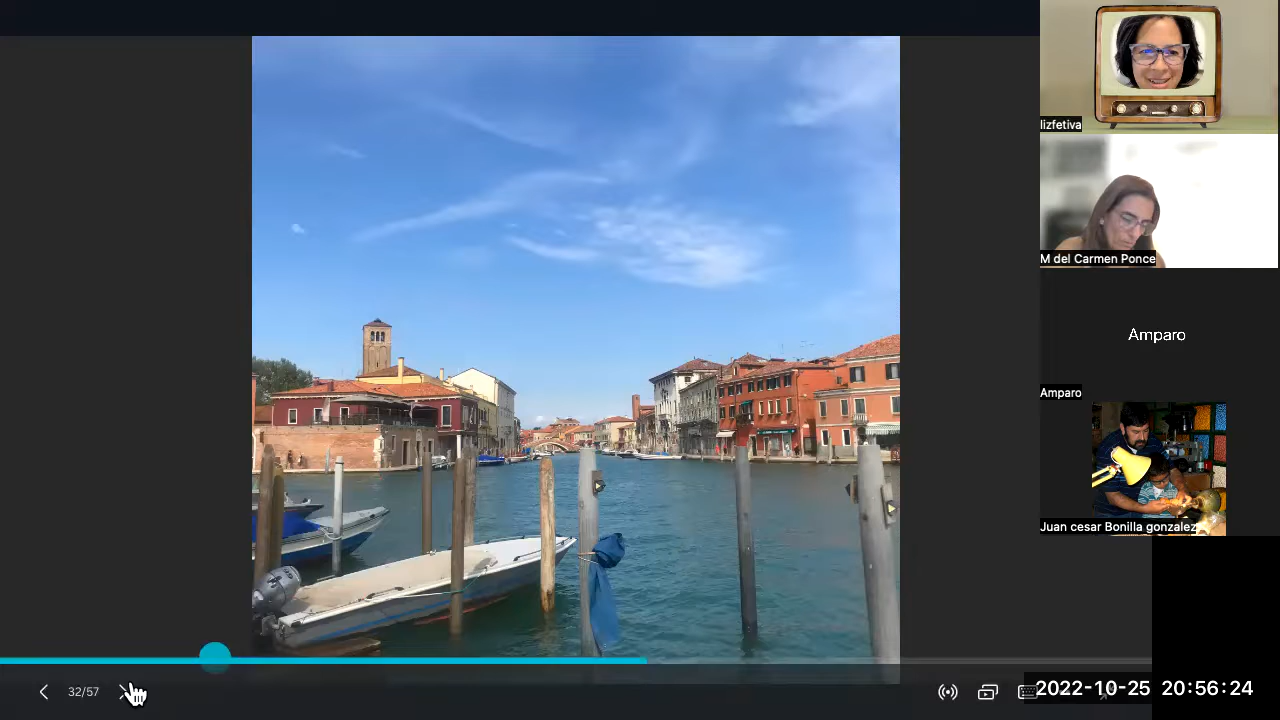 lizfetiva
M del Carmen Ponce
Amparo
Amparo
Juan cesar Bonilla gonzalez
32/57
2022-10-25 20:56:24